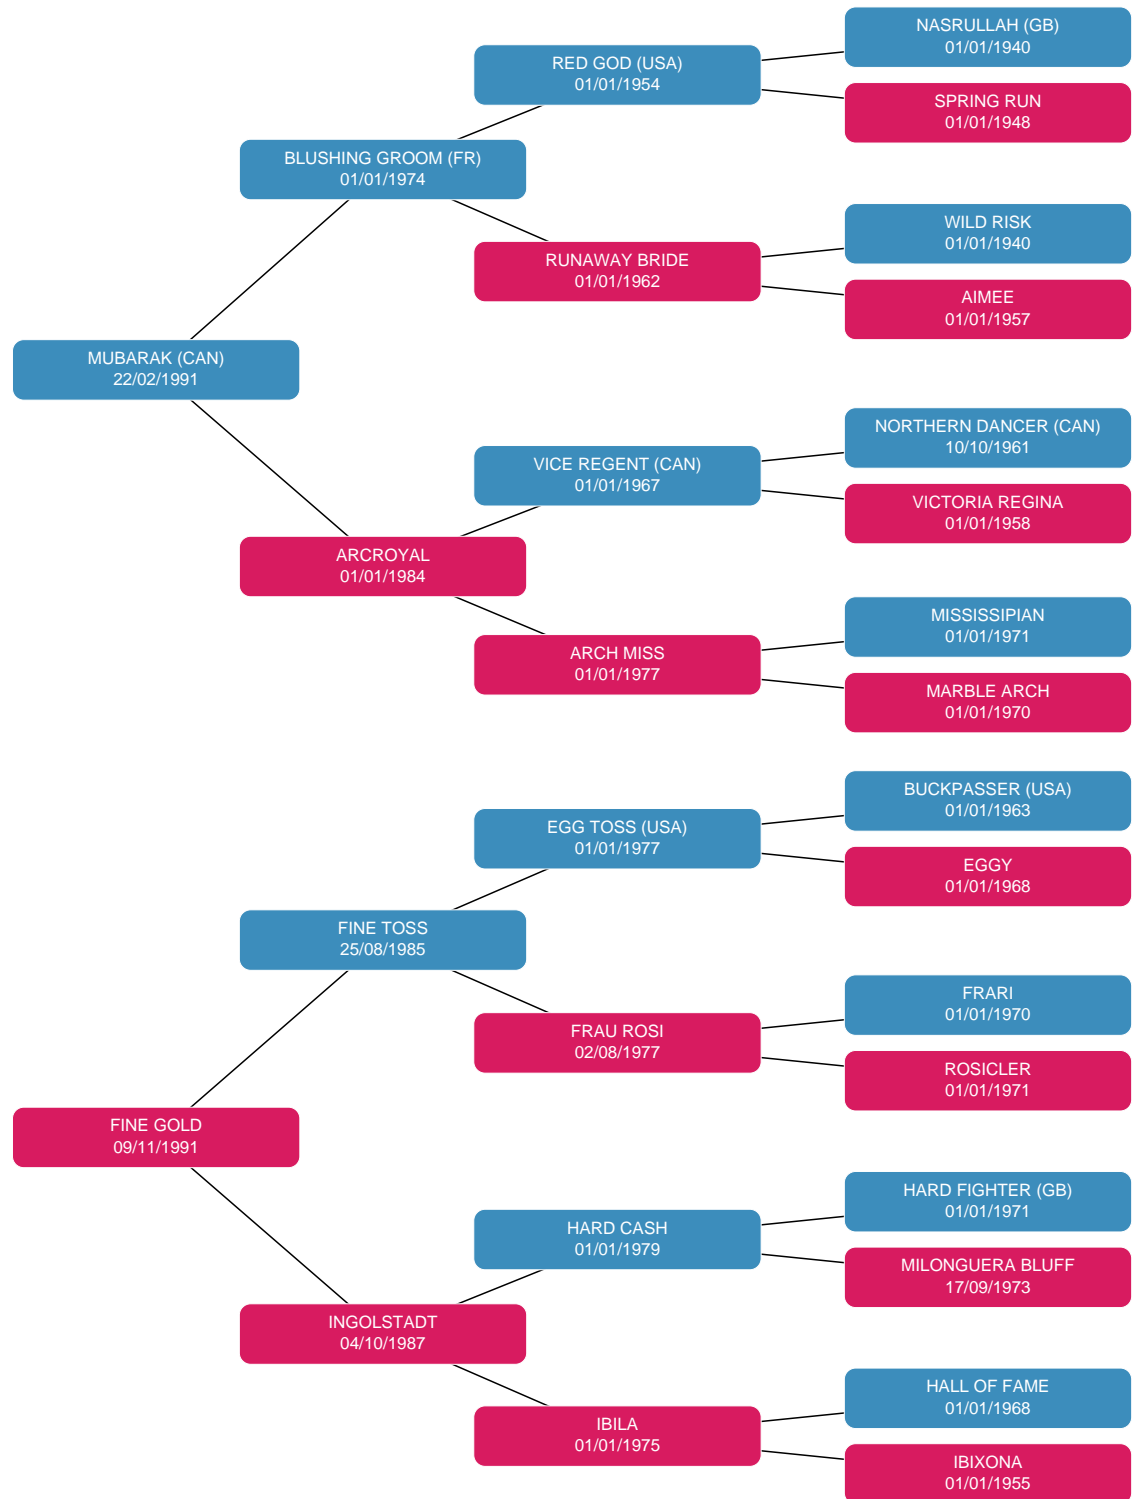 NASRULLAH (GB)
01/01/1940
RED GOD (USA)
01/01/1954
SPRING RUN
01/01/1948
BLUSHING GROOM (FR)
01/01/1974
WILD RISK
01/01/1940
RUNAWAY BRIDE
01/01/1962
AIMEE
01/01/1957
MUBARAK (CAN)
22/02/1991
NORTHERN DANCER (CAN)
10/10/1961
VICE REGENT (CAN)
01/01/1967
VICTORIA REGINA
01/01/1958
ARCROYAL
01/01/1984
MISSISSIPIAN
01/01/1971
ARCH MISS
01/01/1977
MARBLE ARCH
01/01/1970
BUCKPASSER (USA)
01/01/1963
EGG TOSS (USA)
01/01/1977
EGGY
01/01/1968
FINE TOSS
25/08/1985
FRARI
01/01/1970
FRAU ROSI
02/08/1977
ROSICLER
01/01/1971
FINE GOLD
09/11/1991
HARD FIGHTER (GB)
01/01/1971
HARD CASH
01/01/1979
MILONGUERA BLUFF
17/09/1973
INGOLSTADT
04/10/1987
HALL OF FAME
01/01/1968
IBILA
01/01/1975
IBIXONA
01/01/1955